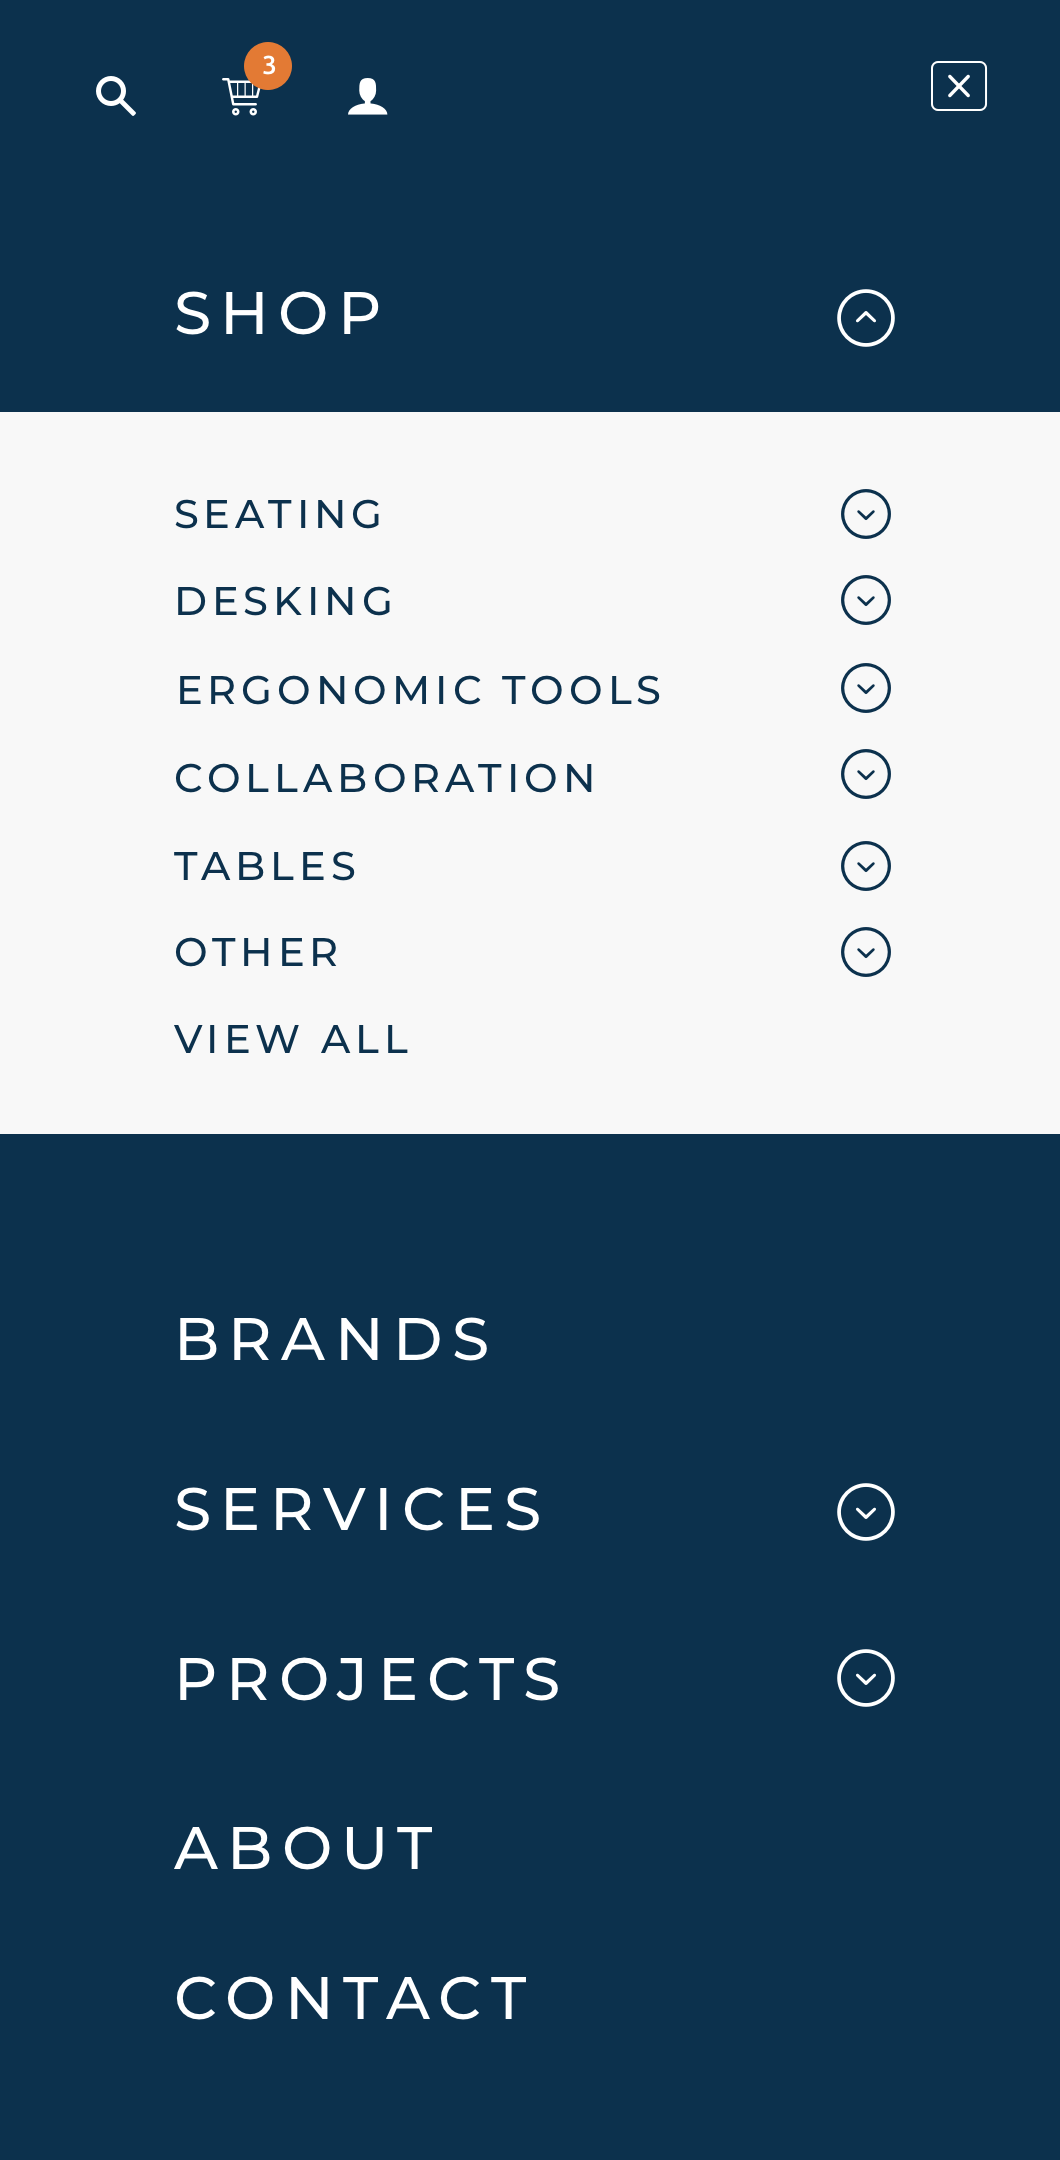 3
SHOP
SEATING
DESKING
ERGONOMIC TOOLS
COLLABORATION
TABLES
OTHER
VIEW ALL
BRANDS
SERVICES
PROJECTS
ABOUT
CONTACT